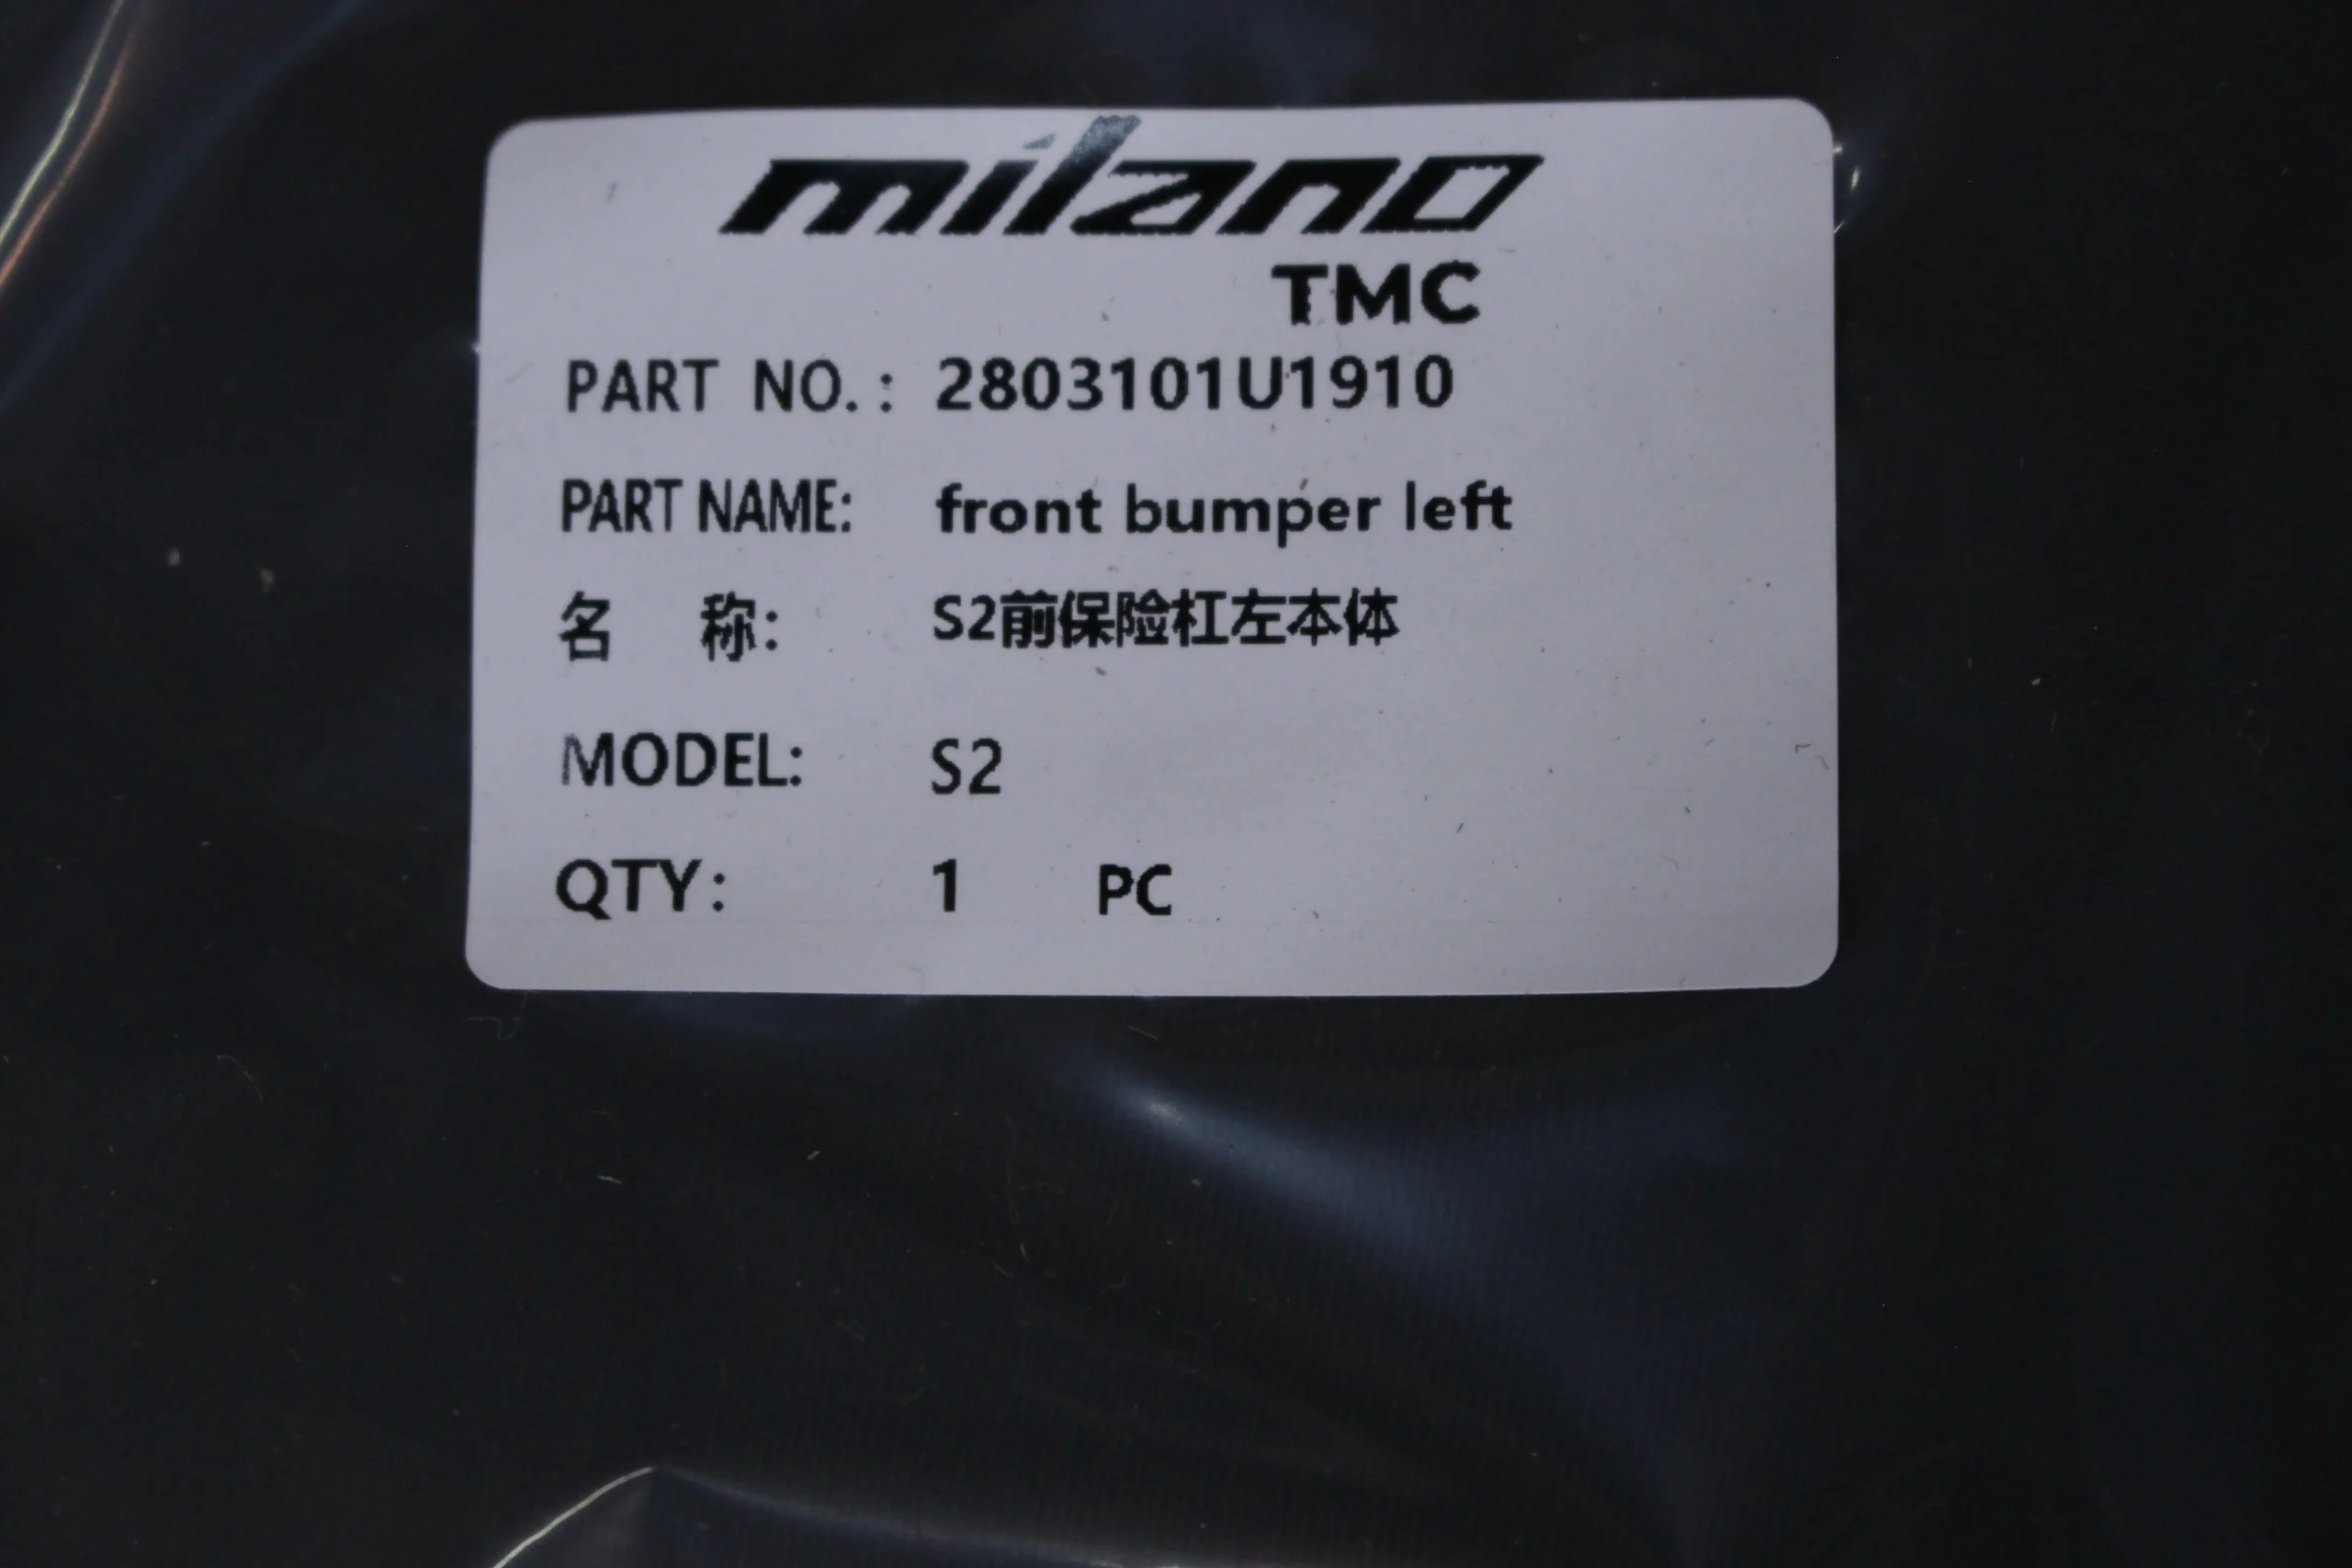 milano
TMC
PART NO.: 2803101U1910
PART NAME: front bumper left
名 称: S2前保险杠左本体
MODEL: S2
QTY: 1 PC